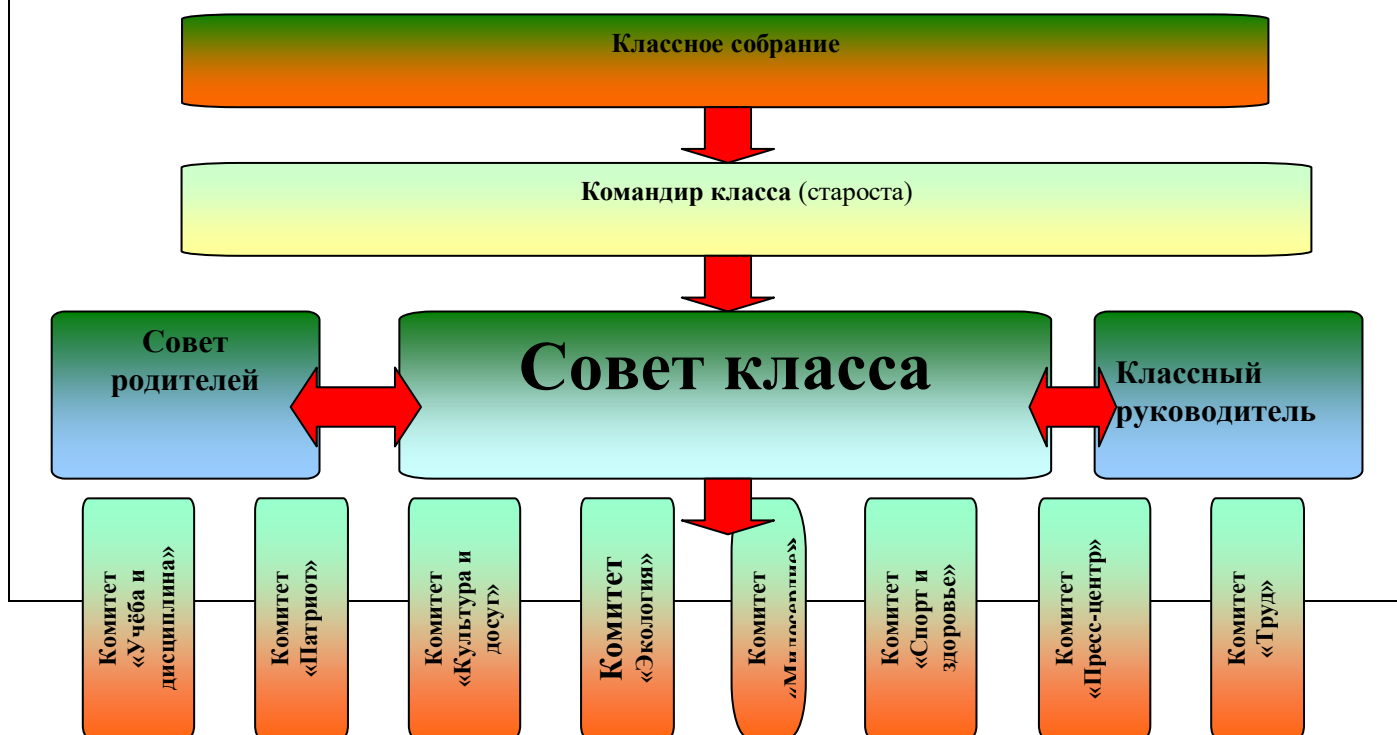 Классное собрание
Командир класса (староста)
Совет
родителей
Совет класса
Классный
руководитель
Комитет
«Учёба и
дисциплина»
Комитет
«Патриот»
Комитет
«Культура и
досуг»
Комитет
«Экология»
Комитет
«Милосердие»
Комитет
«Спорт и
здоровье»
Комитет
«Пресс-центр»
Комитет
«Труд»